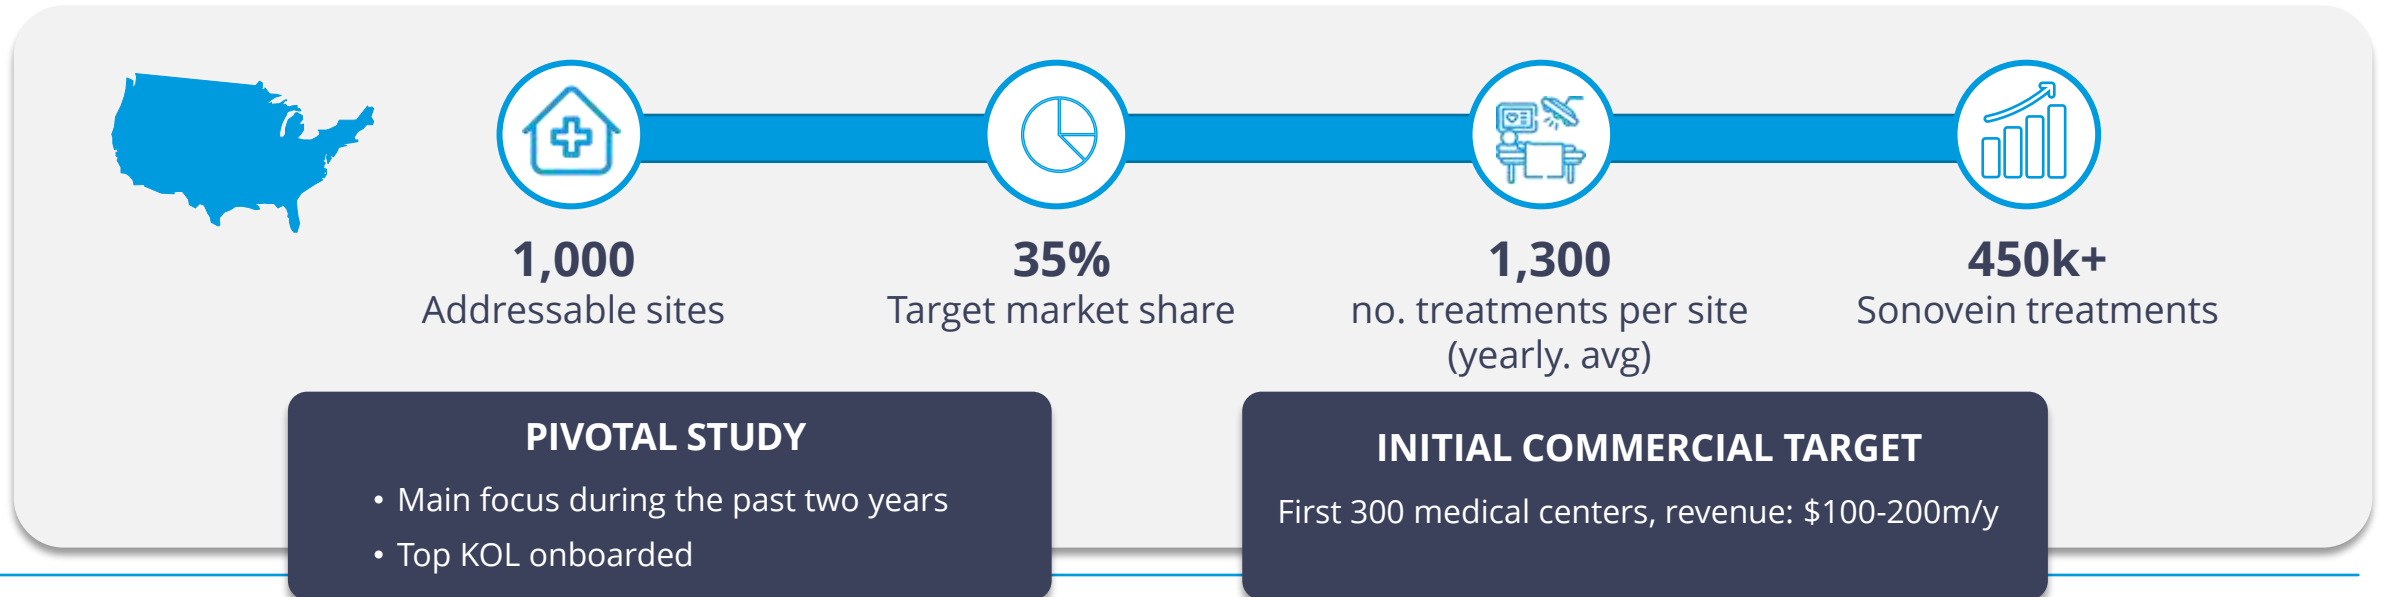 1,000
Addressable sites
35%
Target market share
1,300
no. treatments per site
(yearly. avg)
450k+
Sonovein treatments
PIVOTAL STUDY
• Main focus during the past two years
• Top KOL onboarded
INITIAL COMMERCIAL TARGET
First 300 medical centers, revenue: $100-200m/y